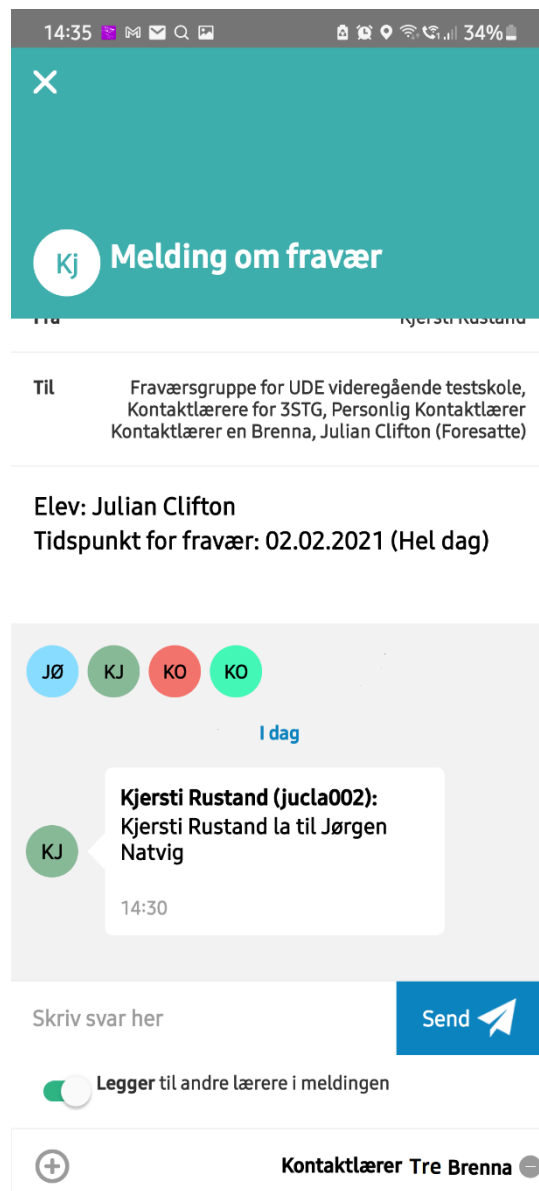 14:35
34%
Kj
Melding om fravær
Fra Kjersti Rustand
Til Fraværsgruppe for UDE videregående testskole,
Kontaktlærere for 3STG, Personlig Kontaktlærer
Kontaktlærer en Brenna, Julian Clifton (Foresatte)
Elev: Julian Clifton
Tidspunkt for fravær: 02.02.2021 (Hel dag)
JØ KJ KO KO
I dag
Kjersti Rustand (jucla002):
Kjersti Rustand la til Jørgen
Natvig
KJ
14:30
Skriv svar her
Send
Legger til andre lærere i meldingen
Kontaktlærer Tre Brenna